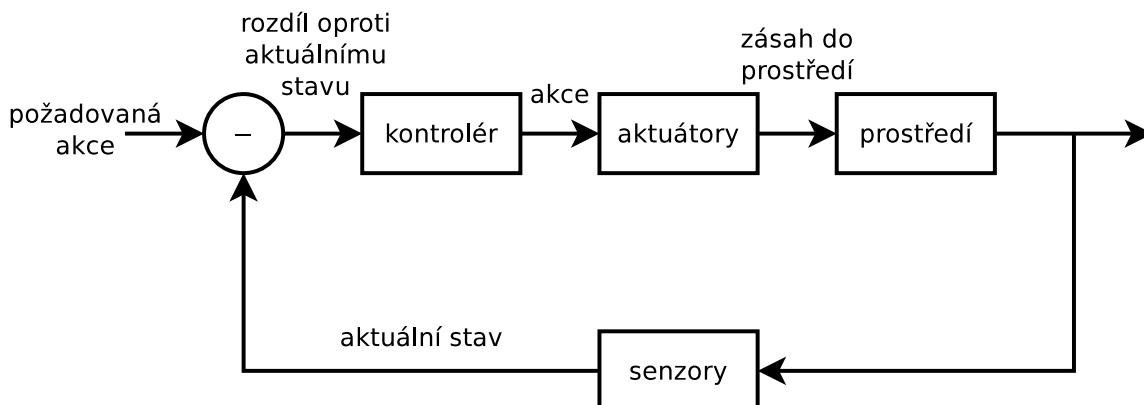 rozdíl oproti
aktuálnímu
stavu
zásah do
prostředí
požadovaná
akce
–
kontrolér
akce
aktuátory
prostředí
aktuální stav
senzory